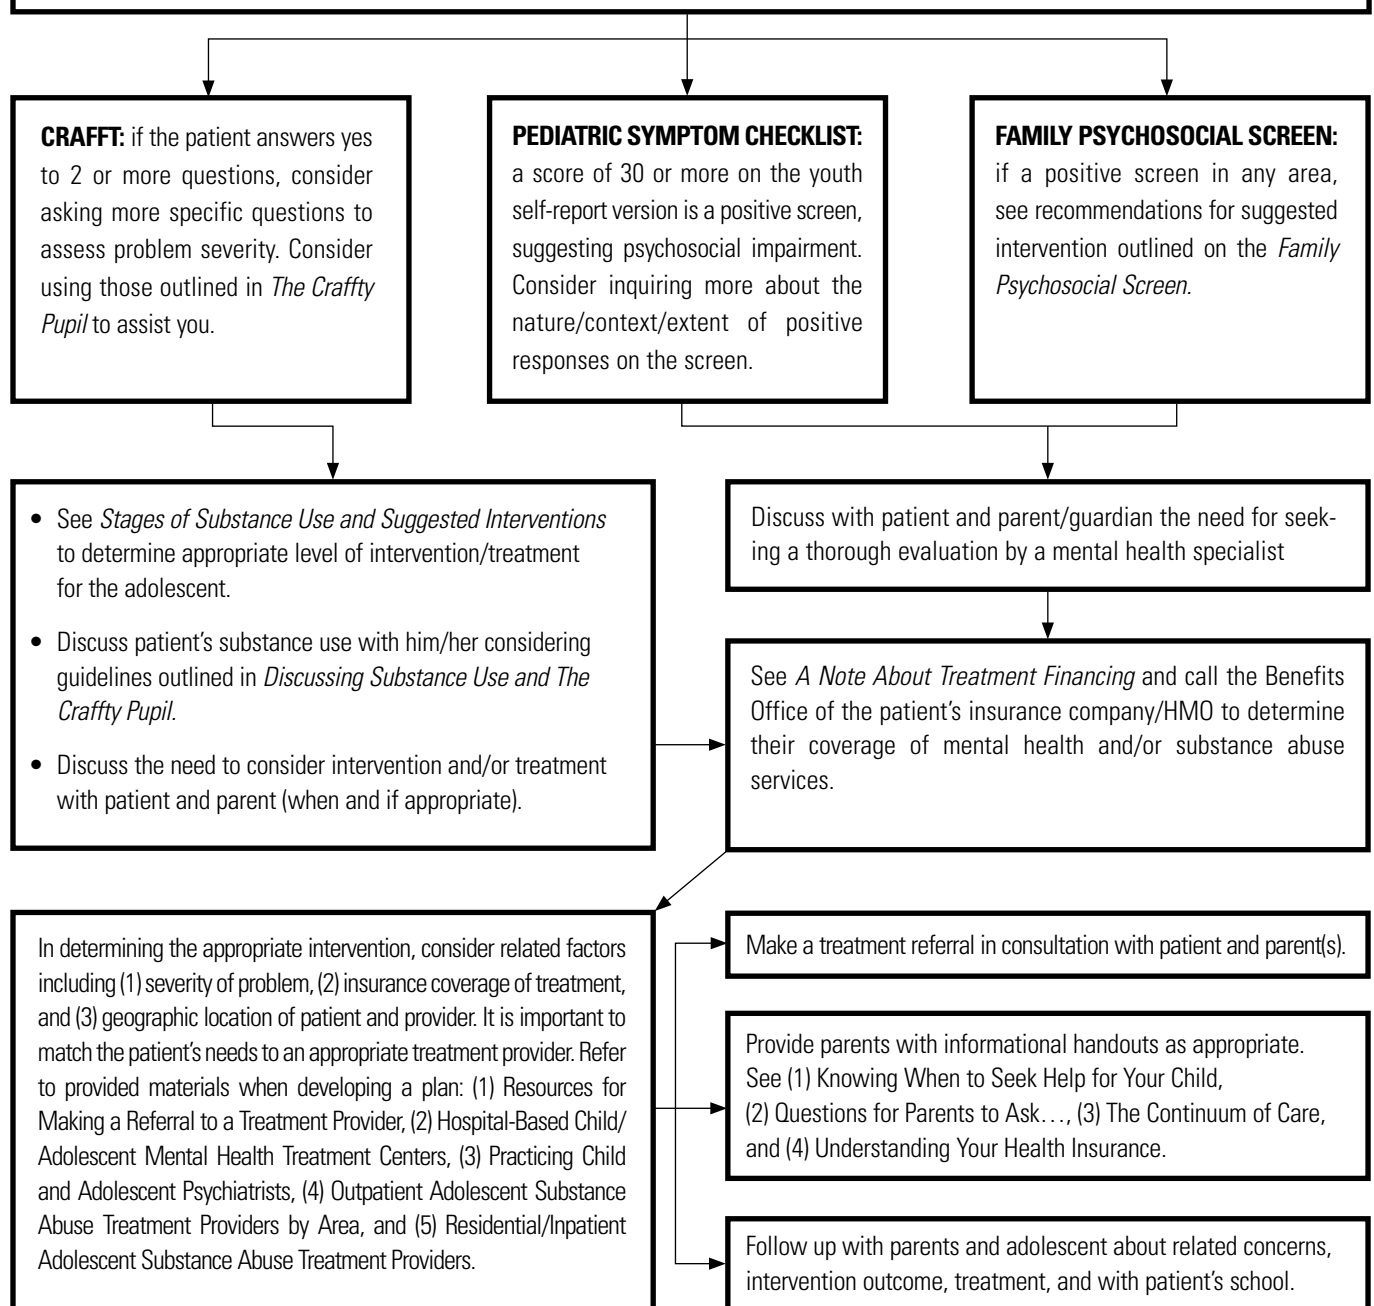 CRAFFT: if the patient answers yes
to 2 or more questions, consider
asking more specific questions to
assess problem severity. Consider
using those outlined in The Craffty
Pupil to assist you.
PEDIATRIC SYMPTOM CHECKLIST:
a score of 30 or more on the youth
self-report version is a positive screen,
suggesting psychosocial impairment.
Consider inquiring more about the
nature/context/extent of positive
responses on the screen.
FAMILY PSYCHOSOCIAL SCREEN:
if a positive screen in any area,
see recommendations for suggested
intervention outlined on the Family
Psychosocial Screen.
• See Stages of Substance Use and Suggested Interventions
to determine appropriate level of intervention/treatment
for the adolescent.
• Discuss patient’s substance use with him/her considering
guidelines outlined in Discussing Substance Use and The
Craffty Pupil.
• Discuss the need to consider intervention and/or treatment
with patient and parent (when and if appropriate).
Discuss with patient and parent/guardian the need for seek-
ing a thorough evaluation by a mental health specialist
See A Note About Treatment Financing and call the Benefits
Office of the patient’s insurance company/HMO to determine
their coverage of mental health and/or substance abuse
services.
In determining the appropriate intervention, consider related factors
including (1) severity of problem, (2) insurance coverage of treatment,
and (3) geographic location of patient and provider. It is important to
match the patient’s needs to an appropriate treatment provider. Refer
to provided materials when developing a plan: (1) Resources for
Making a Referral to a Treatment Provider, (2) Hospital-Based Child/
Adolescent Mental Health Treatment Centers, (3) Practicing Child
and Adolescent Psychiatrists, (4) Outpatient Adolescent Substance
Abuse Treatment Providers by Area, and (5) Residential/Inpatient
Adolescent Substance Abuse Treatment Providers.
Make a treatment referral in consultation with patient and parent(s).
Provide parents with informational handouts as appropriate.
See (1) Knowing When to Seek Help for Your Child,
(2) Questions for Parents to Ask…, (3) The Continuum of Care,
and (4) Understanding Your Health Insurance.
Follow up with parents and adolescent about related concerns,
intervention outcome, treatment, and with patient’s school.